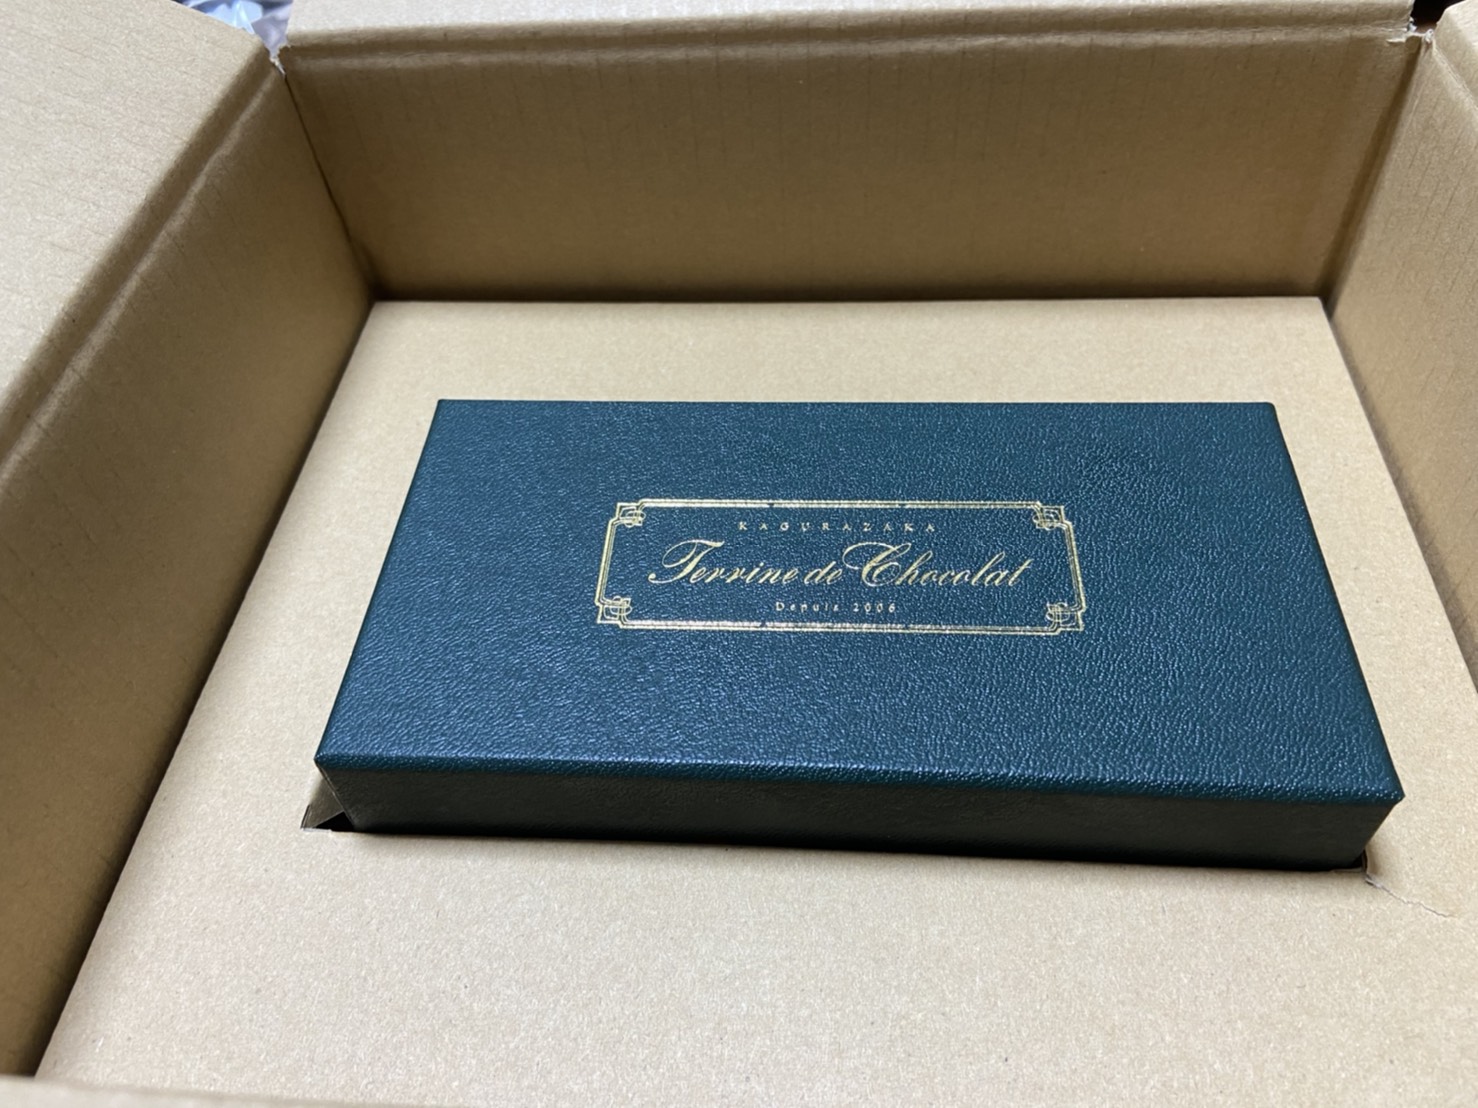 KAGURAZAKA
Terrine de Chocolat
Depuis 2006